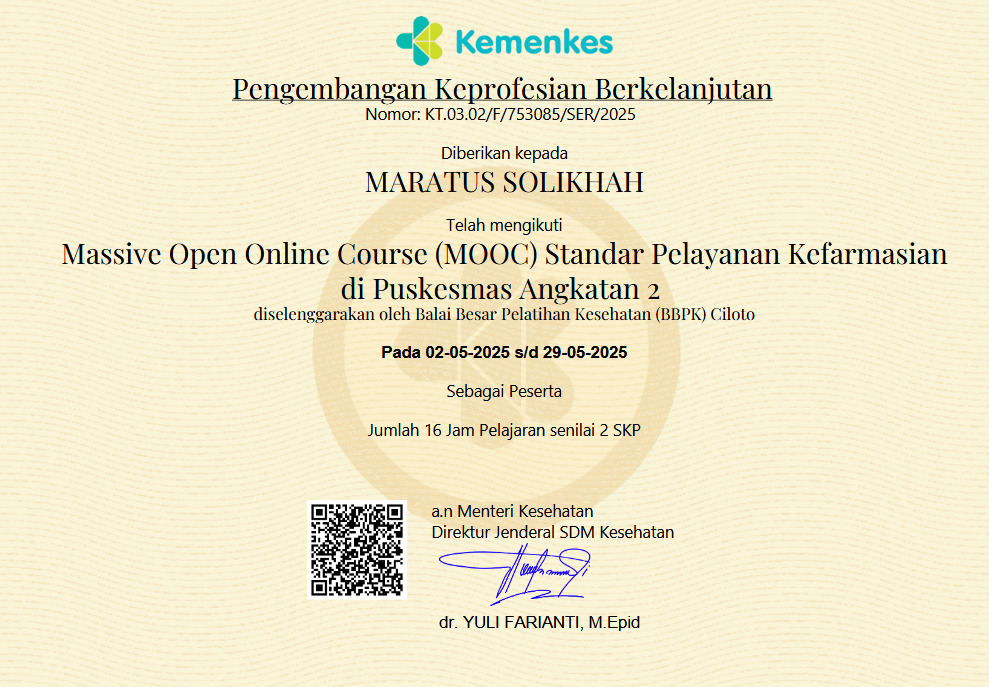 Kemenkes
Pengembangan Keprofesian Berkelanjutan
Nomor: KT.03.02/F/753085/SER/2025
Diberikan kepada
MARATUS SOLIKHAH
Telah mengikuti
Massive Open Online Course (MOOC) Standar Pelayanan Kefarmasian
di Puskesmas Angkatan 2
diselenggarakan oleh Balai Besar Pelatihan Kesehatan (BBPK) Ciloto
Pada 02-05-2025 s/d 29-05-2025
Sebagai Peserta
Jumlah 16 Jam Pelajaran senilai 2 SKP
a.n Menteri Kesehatan
Direktur Jenderal SDM Kesehatan
dr. YULI FARIANTI, M.Epid